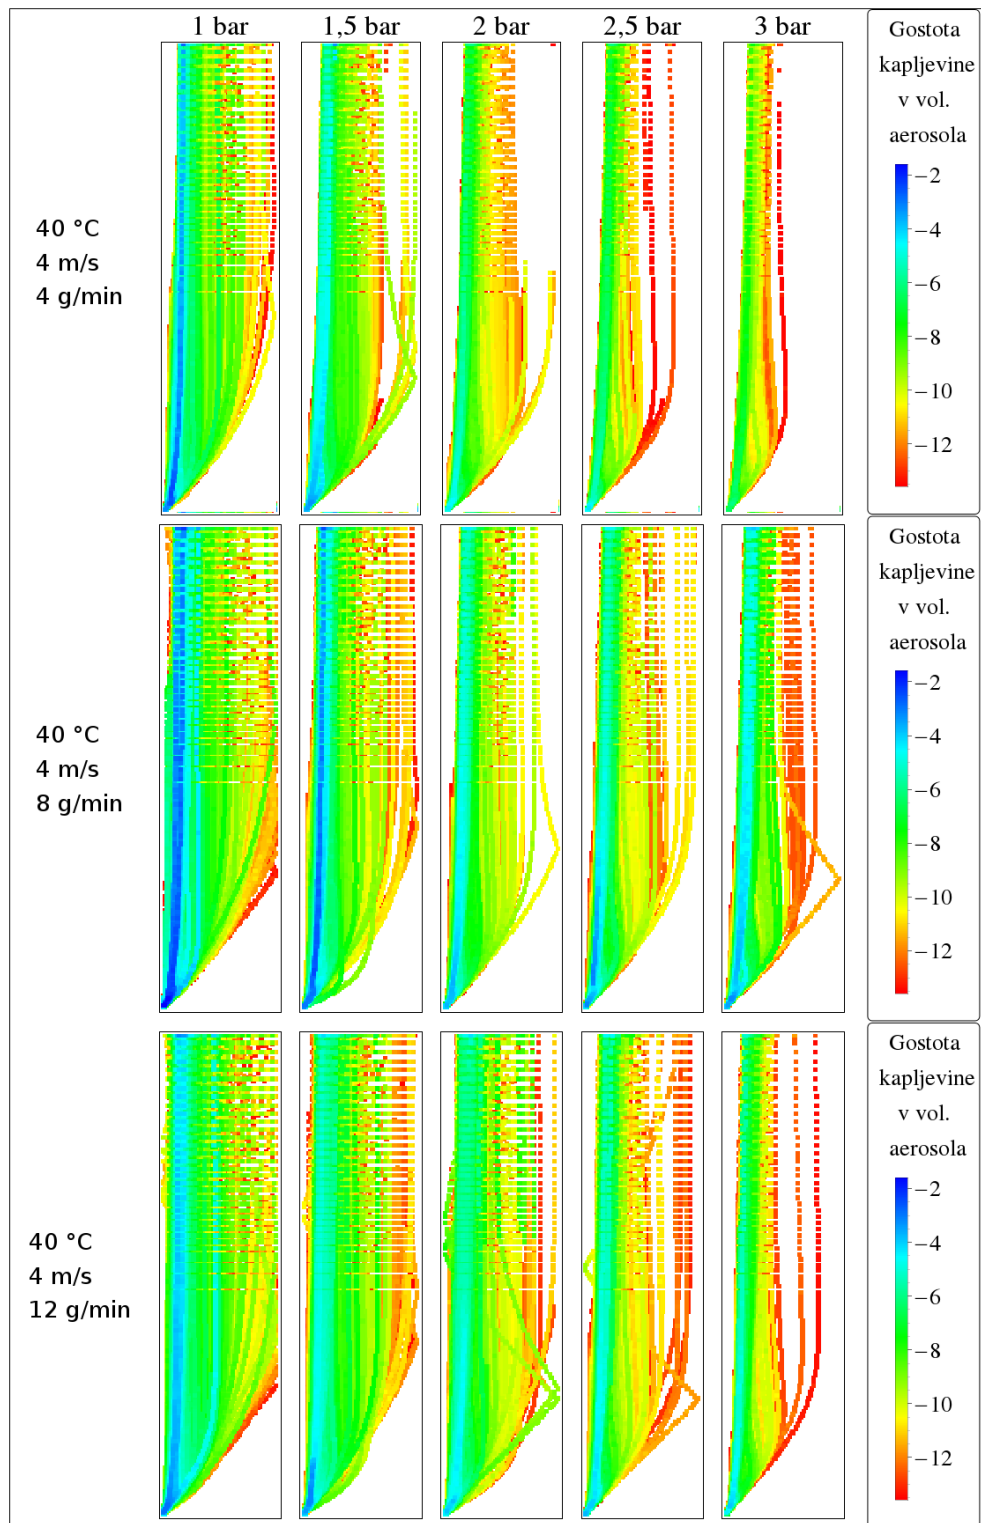 1 bar 1,5 bar 2 bar 2,5 bar 3 bar
Gostota
kapljevine
v vol.
aerosola
−2
−4
−6
−8
−10
−12
40 °C
4 m/s
4 g/min
Gostota
kapljevine
v vol.
aerosola
−2
−4
−6
−8
−10
−12
40 °C
4 m/s
8 g/min
Gostota
kapljevine
v vol.
aerosola
−2
−4
−6
−8
−10
−12
40 °C
4 m/s
12 g/min